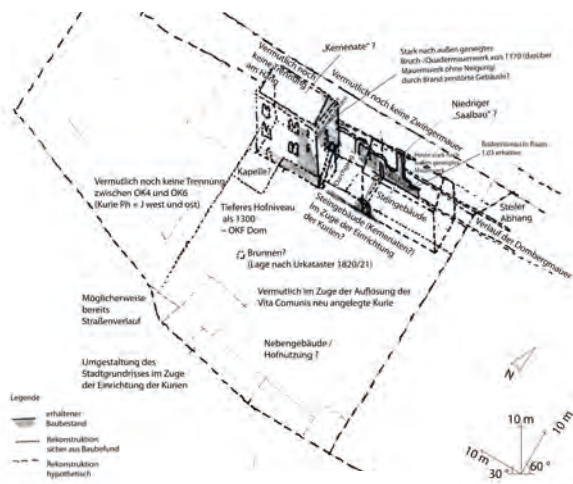 „Kemenate" ?
Vermutlich noch
keine Trennung
am Hang
Stark nach außen geneigtes
Bruch-/Quadermauerwerk von 1170 (darüber
Mauerwerk ohne Neigung)
durch Brand zerstörte Gebäude?
Vermutlich noch keine Zwingermauer
Niedriger
„Saalbau" ?
1.03 erhalten
Kapelle?
Vermutlich noch keine Trennung
zwischen OK4 und OK6
(Kurie Ph = J west und ost)
Tieferes Hofniveau
als 1300
– OKF Dom
Steingebäude (Kemenaten?)
im Zuge der Einrichtung
der Kurien?
Steingebäude
Steiler
Abhang
Verlauf der Dombergmauer
Brunnen?
(Lage nach Urkataster 1820/21)
Vermutlich im Zuge der Auflösung der
Vita Comunis neu angelegte Kurie
Möglicherweise
bereits
Straßenverlauf
Nebengebäude /
Hofnutzung ?
Umgestaltung des
Stadtgrundrisses im Zuge
der Einrichtung der Kurien
Legende
erhaltener
Baubestand
Rekonstruktion
sicher aus Baubefund
Rekonstruktion
hypothetisch
N
10 m
10 m
10 m
30°
60°